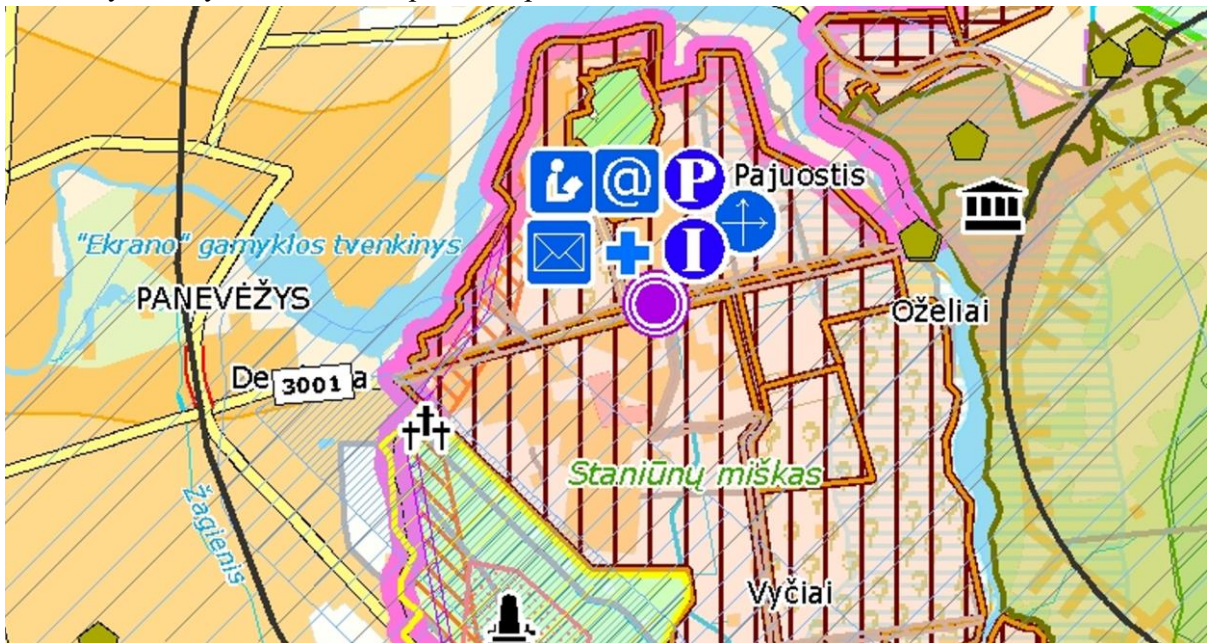 Pajuostis
@
P
I
"Ekrano" gamyklos tvenkinys
PANEVĖŽYS
Oželiai
3001
Staniūnų miškas
Žagienis
Vyčiai